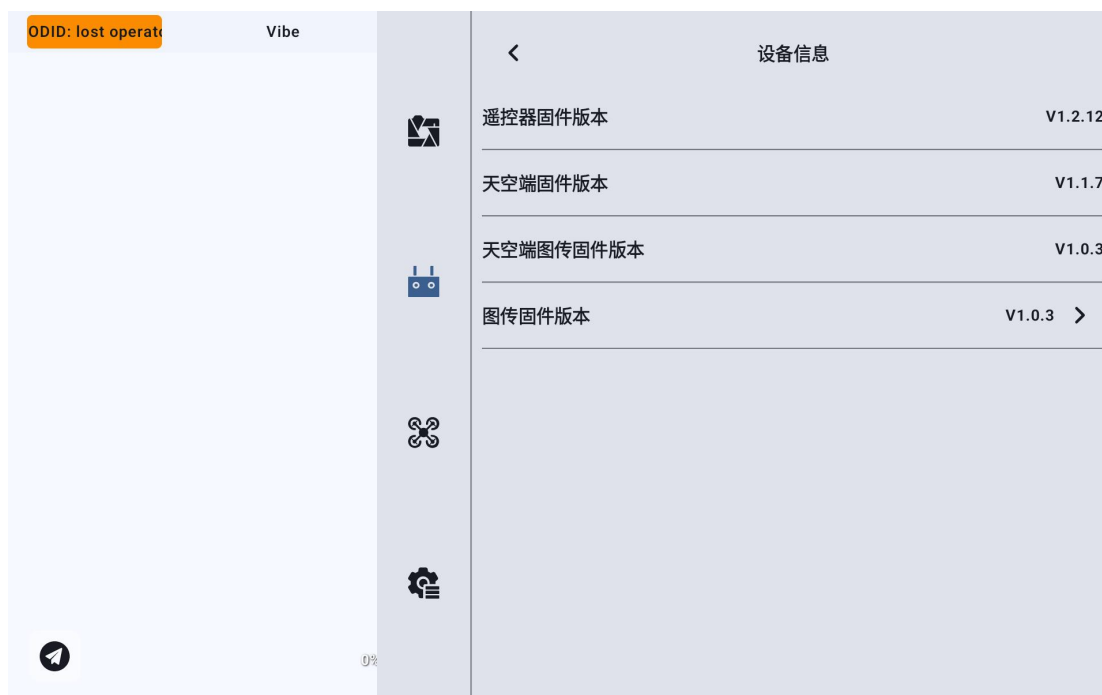 ODID: lost operato
Vibe
设备信息
遥控器固件版本 V1.2.12
天空端固件版本 V1.1.7
天空端图传固件版本 V1.0.3
图传固件版本 V1.0.3
0%